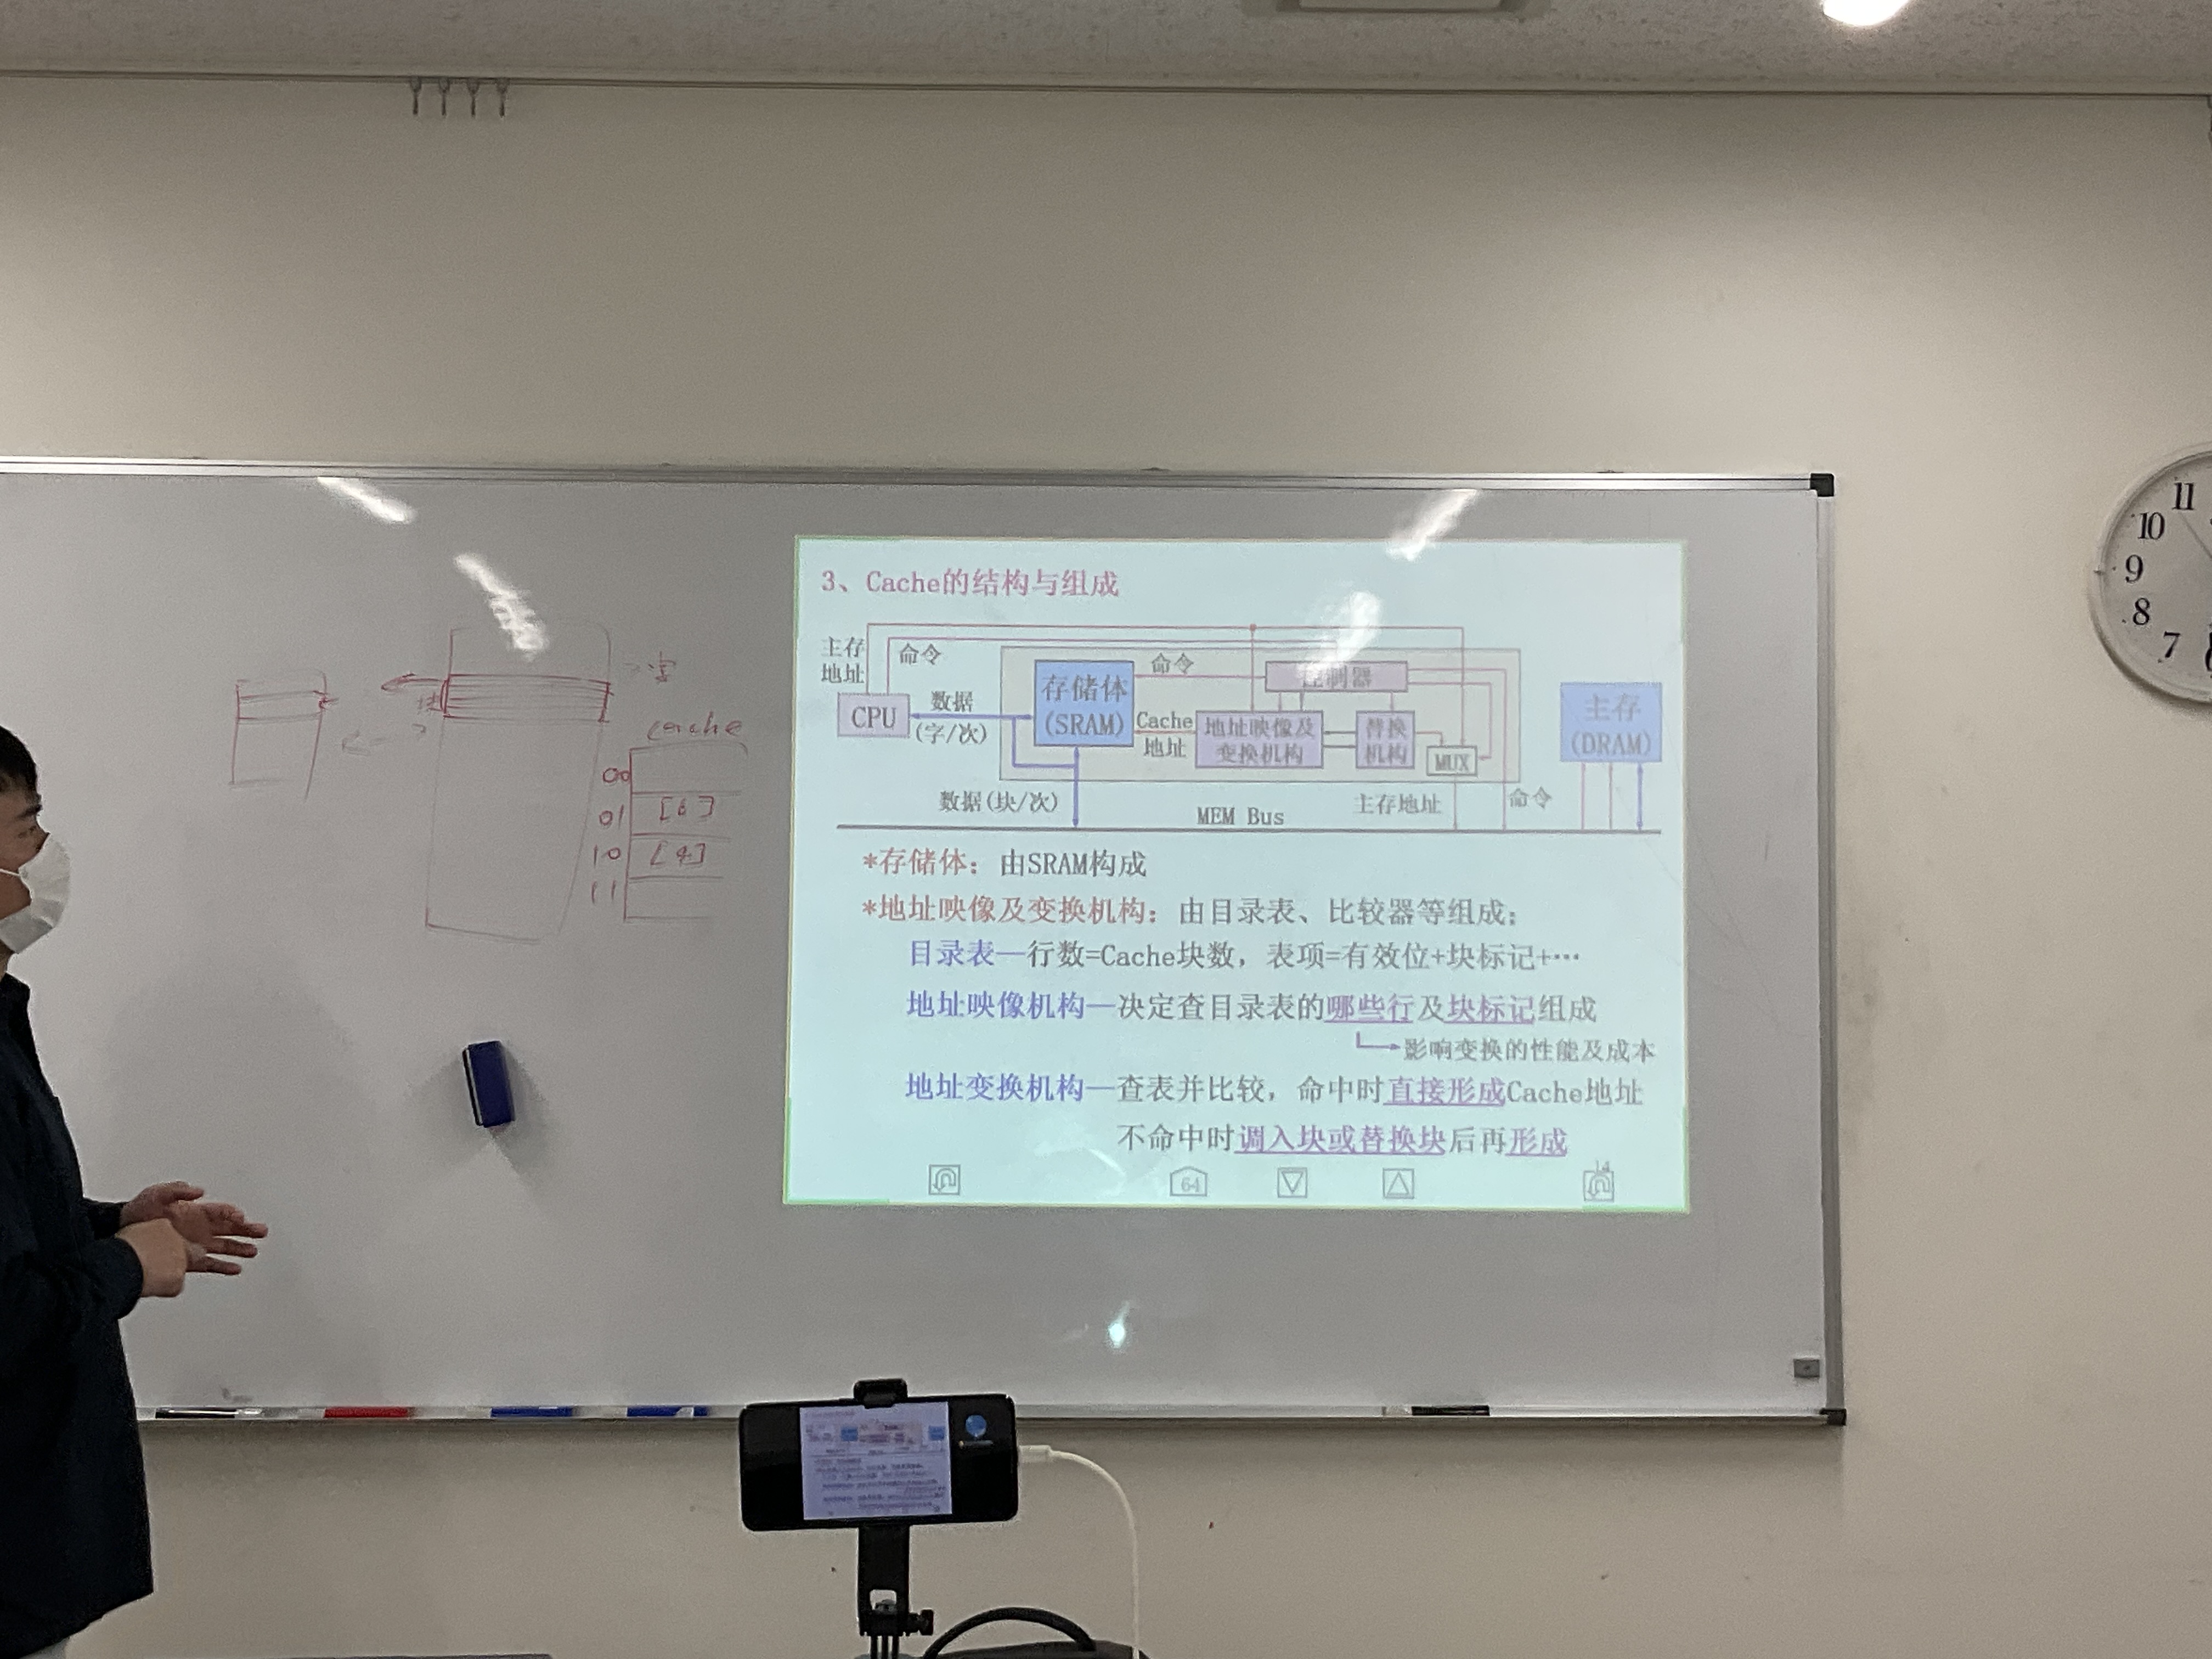 3、Cache的结构与组成
主存
地址
命令
命令
控制器
存储体
(SRAM)
数据
(字/次)
CPU
Cache
地址
地址映像及
变换机构
替换
机构
MUX
主存
(DRAM)
数据(块/次)
MEM Bus
主存地址
命令
*存储体：由SRAM构成
*地址映像及变换机构：由目录表、比较器等组成；
目录表—行数=Cache块数，表项=有效位+块标记+…
地址映像机构—决定查目录表的哪些行及块标记组成
影响变换的性能及成本
地址变换机构—查表并比较，命中时直接形成Cache地址
不命中时调入块或替换块后再形成
64
14
块
cache
00
01
10 [4]
11
11
10
9
8
7